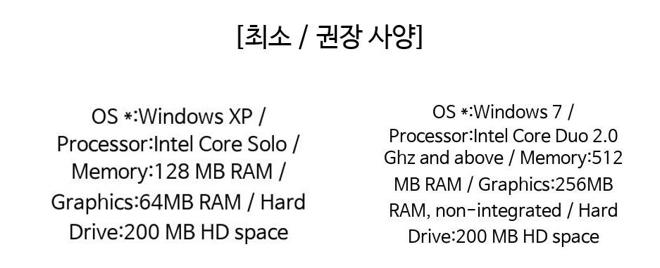 [최소 / 권장 사양]
OS *:Windows XP /
Processor:Intel Core Solo /
Memory:128 MB RAM /
Graphics:64MB RAM / Hard
Drive:200 MB HD space
OS *:Windows 7 /
Processor:Intel Core Duo 2.0
Ghz and above / Memory:512
MB RAM / Graphics:256MB
RAM, non-integrated / Hard
Drive:200 MB HD space